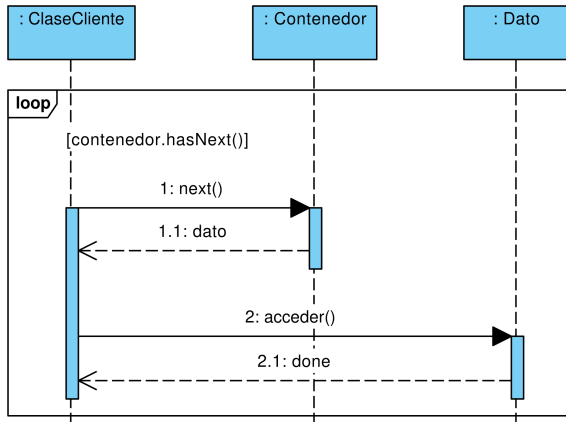 : ClaseCliente
: Contenedor
: Dato
loop
[contenedor.hasNext()]
1: next()
1.1: dato
2: acceder()
2.1: done